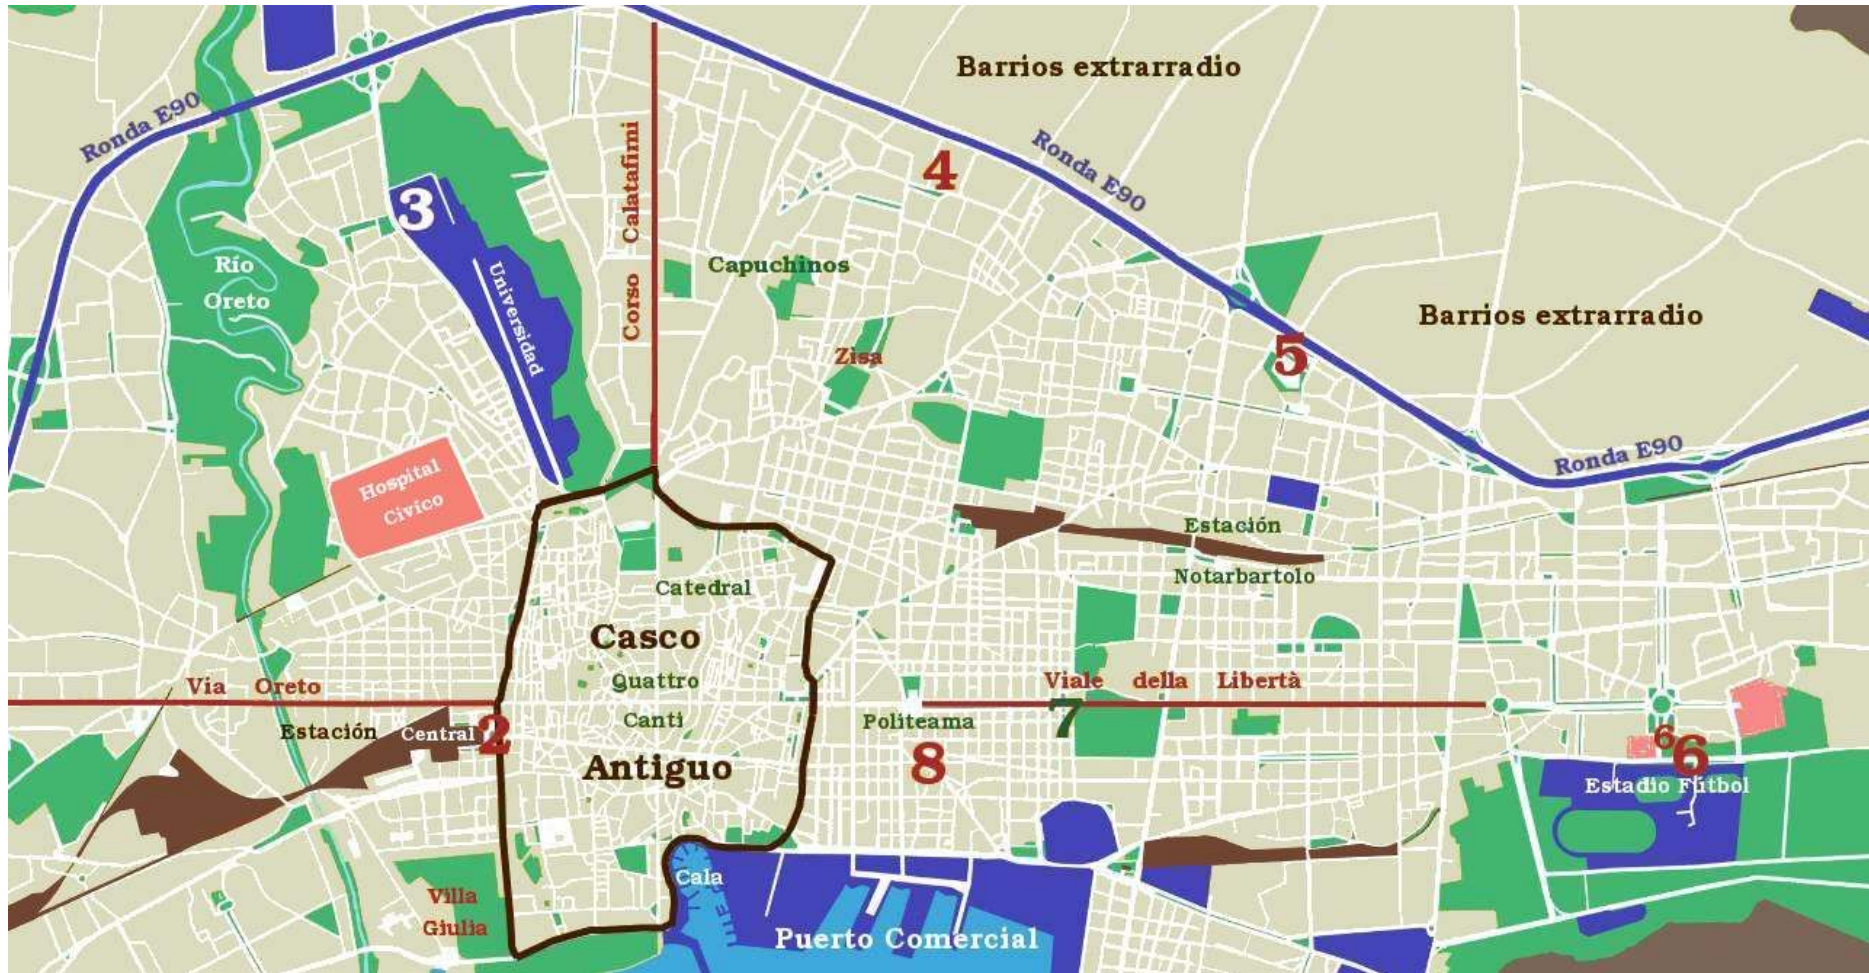 Barrios extrarradio
Ronda E90
Ronda E90
4
3
Corso Calatafimi
Río
Oreto
Universidad
Capuchinos
Barrios extrarradio
Zisa
5
Ronda E90
Hospital
Civico
Estación
Notarbartolo
Catedral
Casco
Quattro
Canti
Antiguo
Via Oreto
Estación
Central
2
Viale della Libertà
Politeama
7
8
6
6
Estadio Fútbol
Cala
Villa
Giulia
Puerto Comercial